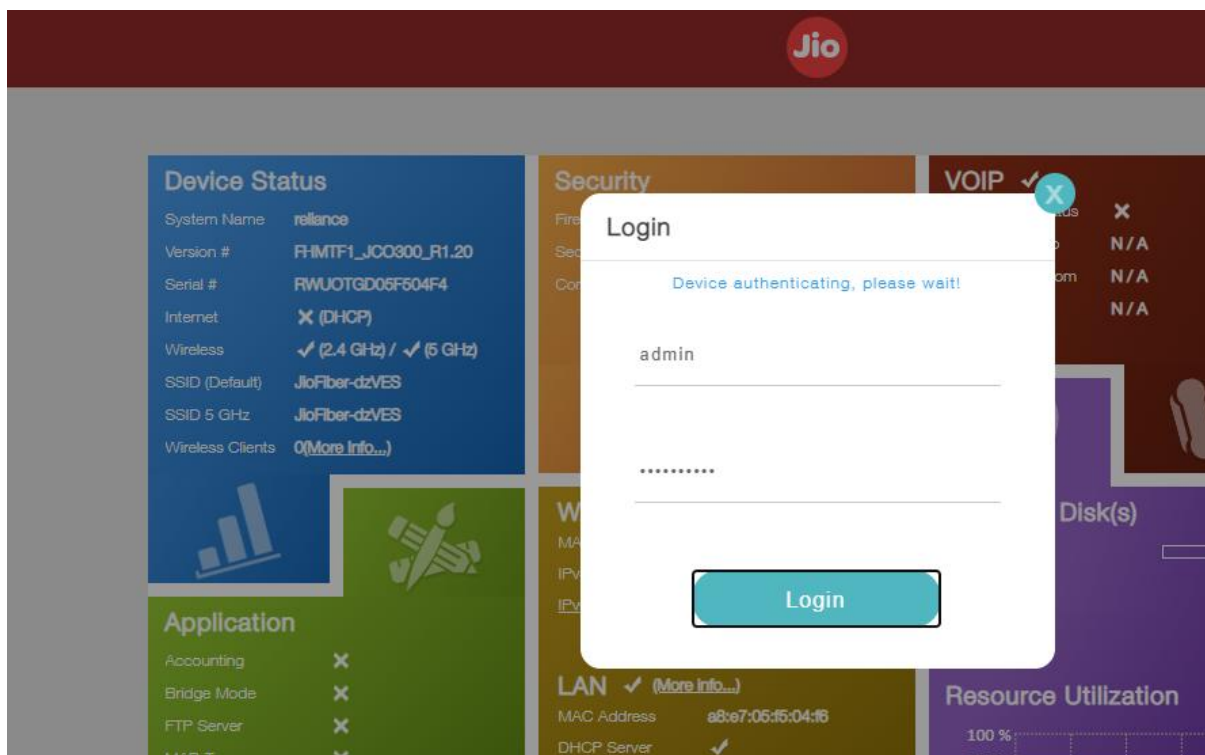 Jio
Device Status
System Name reliance
Version # FHMTF1_JCO300_R1.20
Serial # RWUOTGD05F504F4
Internet ✕ (DHCP)
Wireless ✓ (2.4 GHz) / ✓ (5 GHz)
SSID (Default) JioFiber-dzVES
SSID 5 GHz JioFiber-dzVES
Wireless Clients 0(More Info...)
Application
Accounting ✕
Bridge Mode ✕
FTP Server ✕
Security
Login
X
Device authenticating, please wait!
admin
••••••••••
Login
LAN ✓ (More info...)
MAC Address a8:e7:05:f5:04:f6
DHCP Server ✓
VOIP ✓
✕
N/A
N/A
N/A
Disk(s)
Resource Utilization
100 %